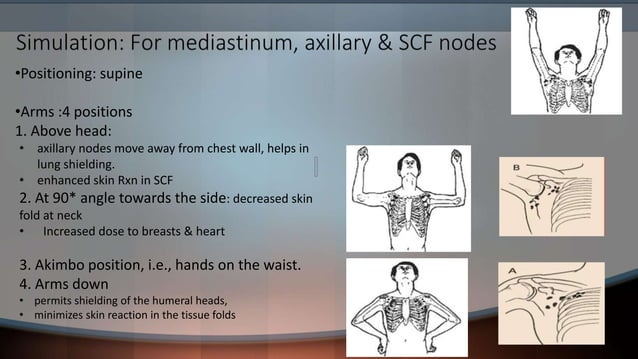 Simulation: For mediastinum, axillary & SCF nodes
•Positioning: supine
•Arms :4 positions
1. Above head:
• axillary nodes move away from chest wall, helps in
lung shielding.
• enhanced skin Rxn in SCF
2. At 90* angle towards the side: decreased skin
fold at neck
• Increased dose to breasts & heart
3. Akimbo position, i.e., hands on the waist.
4. Arms down
• permits shielding of the humeral heads,
• minimizes skin reaction in the tissue folds
B
A